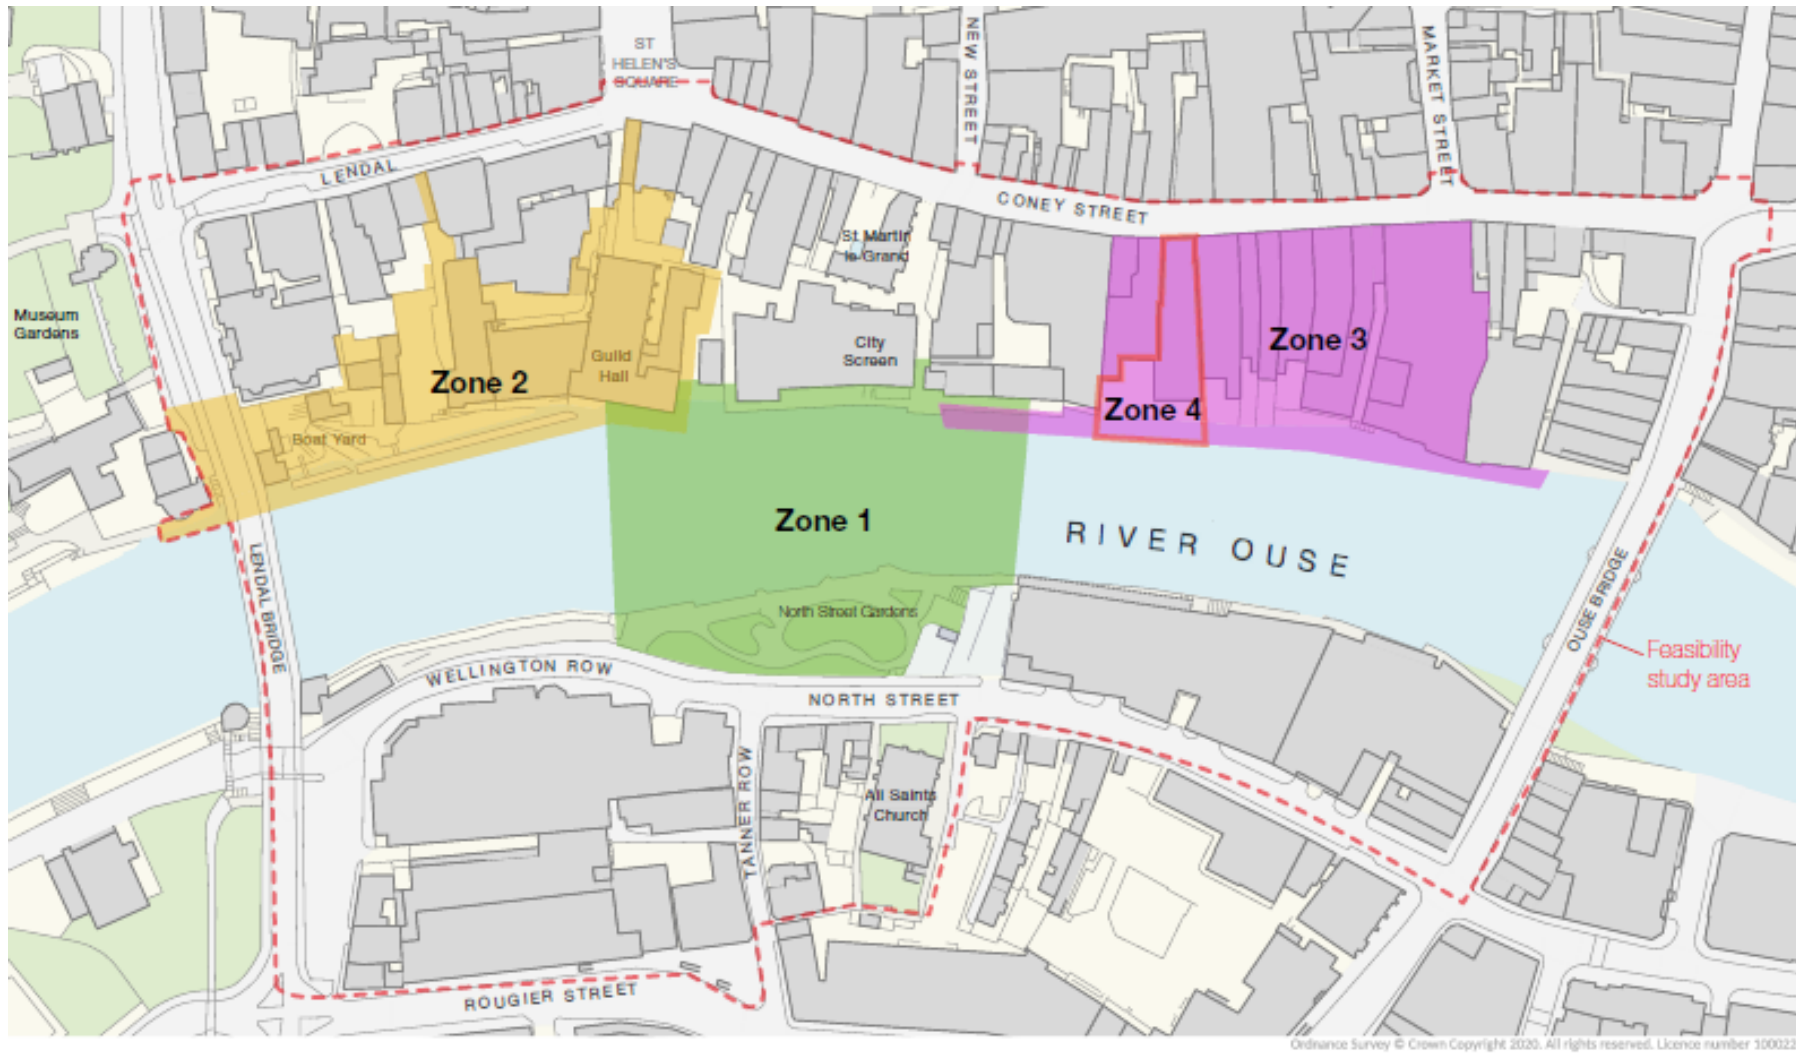 ST
HELEN'S
SQUARE
NEW STREET
MARKET STREET
LENDAL
CONEY STREET
St Martin
le Grand
Museum
Gardens
City
Screen
Guild
Hall
Zone 2
Zone 3
Zone 4
Boat Yard
Zone 1
RIVER OUSE
LENDAL BRIDGE
North Street Gardens
OUSE BRIDGE
Feasibility
study area
WELLINGTON ROW
NORTH STREET
TANNER ROW
All Saints
Church
ROUGIER STREET
Ordnance Survey © Crown Copyright 2020. All rights reserved. Licence number 100022